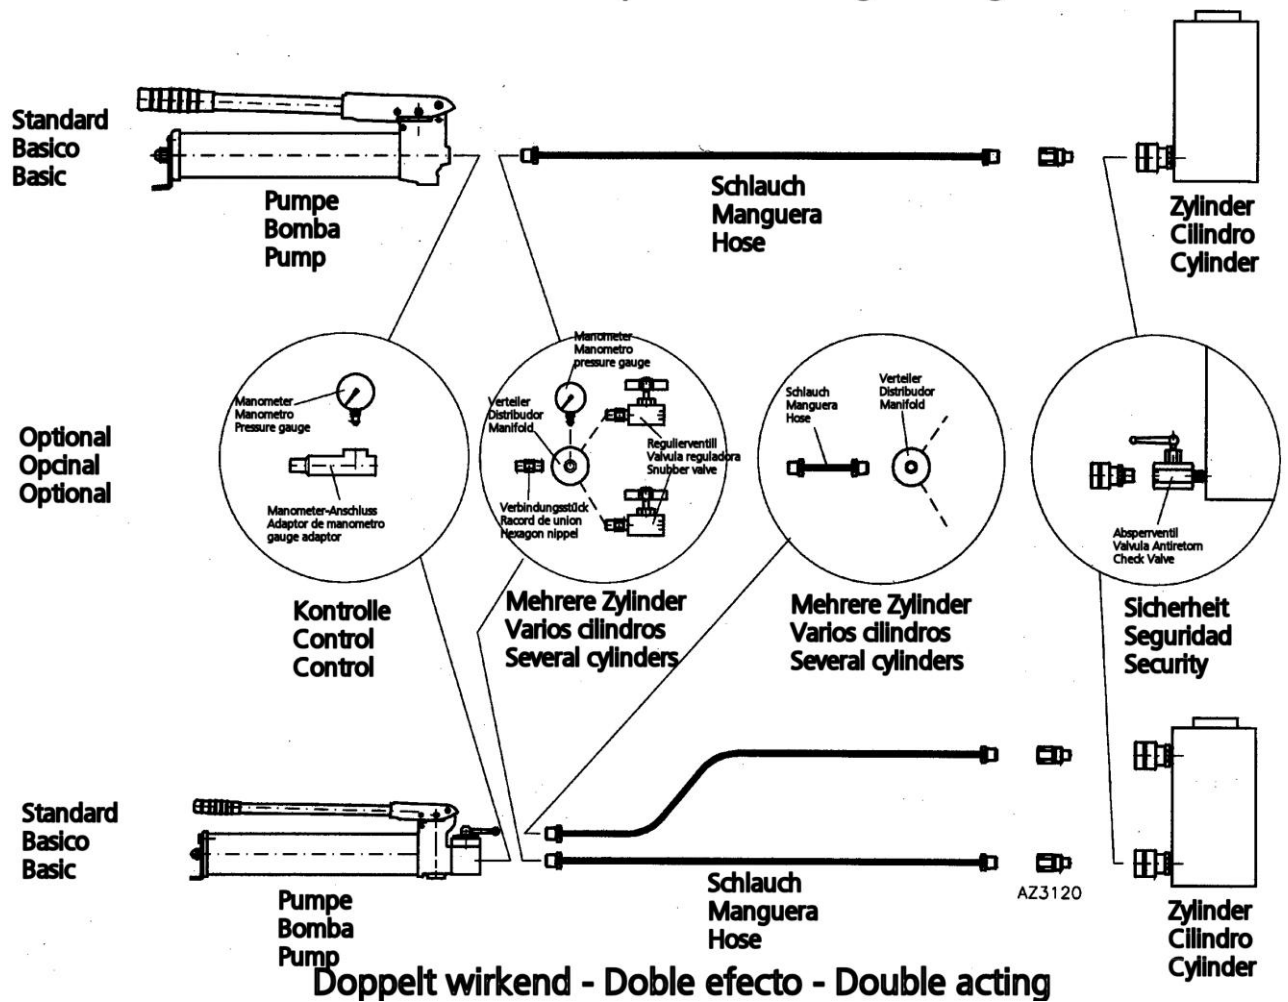 Standard
Basico
Basic
Pumpe
Bomba
Pump
Schlauch
Manguera
Hose
Zylinder
Cilindro
Cylinder
Optional
Opcinal
Optional
Manometer
Manometro
Pressure gauge
Manometer-Anschluss
Adaptor de manometro
gauge adaptor
Kontrolle
Control
Control
Manometer
Manometro
pressure gauge
Verteiler
Distribudor
Manifold
Regulierventill
Valvula reguladora
Snubber valve
Verbindungsstück
Racord de union
Hexagon nippel
Mehrere Zylinder
Varios cilindros
Several cylinders
Schlauch
Manguera
Hose
Verteiler
Distribudor
Manifold
Mehrere Zylinder
Varios cilindros
Several cylinders
Absperrventil
Valvula Antiretorn
Check Valve
Sicherheit
Seguridad
Security
Standard
Basico
Basic
Pumpe
Bomba
Pump
Schlauch
Manguera
Hose
AZ3120
Zylinder
Cilindro
Cylinder
Doppelt wirkend - Doble efecto - Double acting